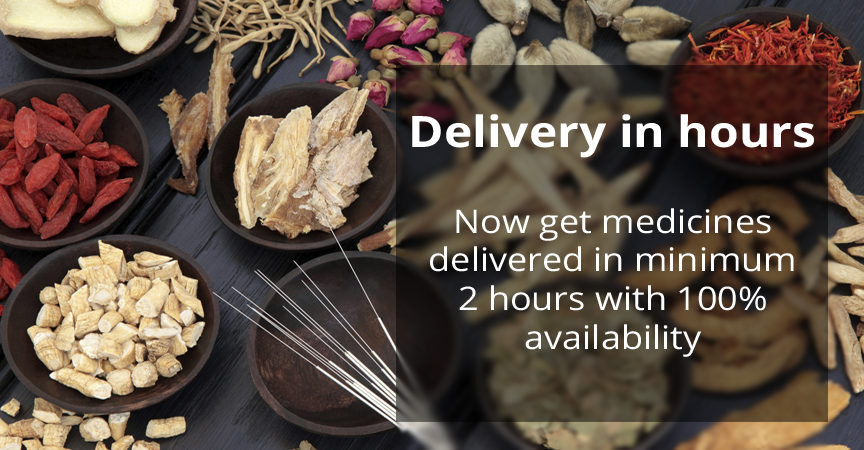 Delivery in hours
Now get medicines
delivered in minimum
2 hours with 100%
availability